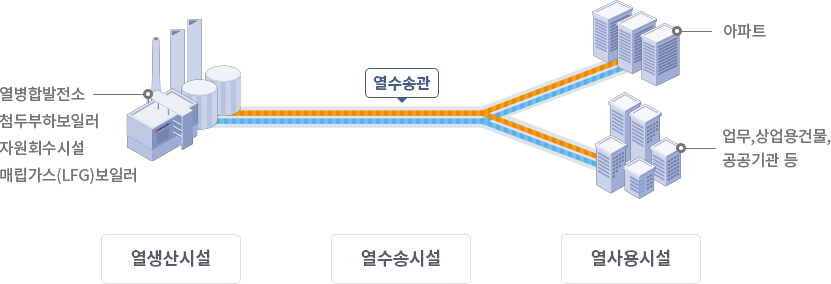 아파트
열수송관
열병합발전소
첨두부하보일러
자원회수시설
매립가스(LFG)보일러
업무,상업용건물,
공공기관 등
열생산시설
열수송시설
열사용시설